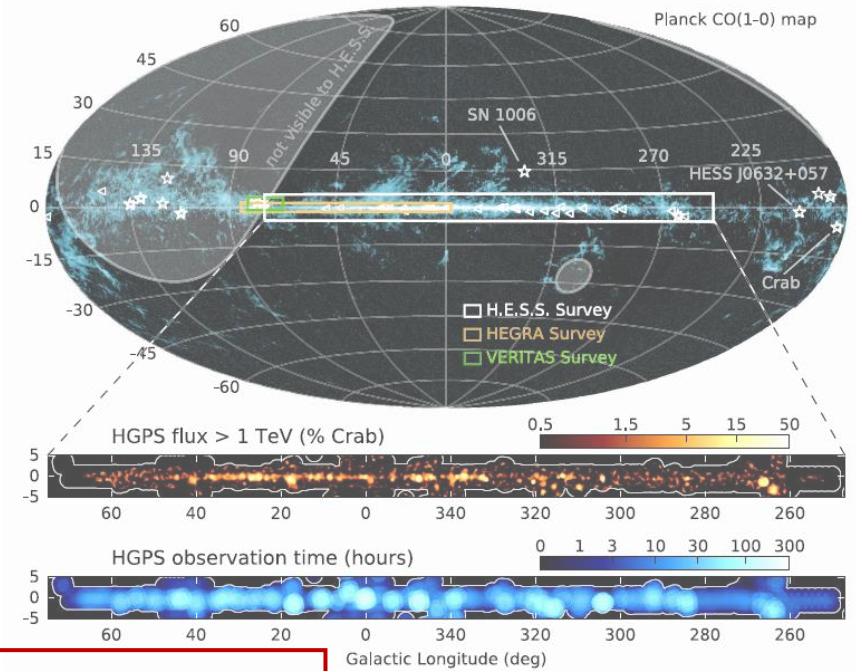 Planck CO(1-0) map
60
45
30
15
0
-15
-30
-45
-60
135
90
45
0
315
270
225
not visible to H.E.S.S.
SN 1006
HESS J0632+057
Crab
H.E.S.S. Survey
HEGRA Survey
VERITAS Survey
HGPS flux > 1 TeV (% Crab)
0.5 1.5 5 15 50
5
0
-5
60 40 20 0 340 320 300 280 260
HGPS observation time (hours)
0 1 3 10 30 100 300
5
0
-5
60 40 20 0 340 320 300 280 260
Galactic Longitude (deg)